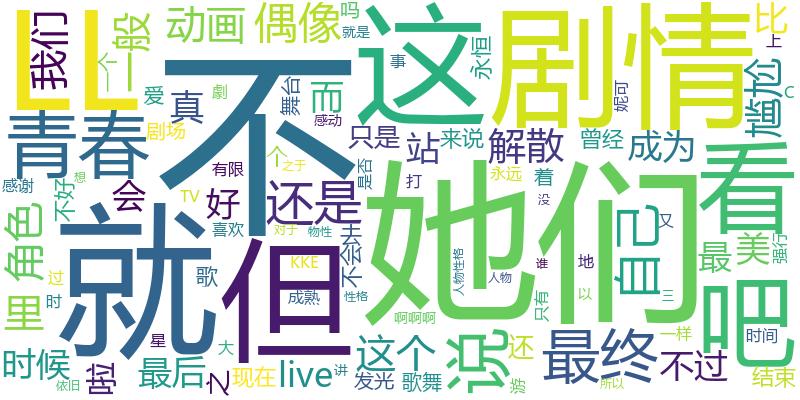 LL
我们
一个
一般
动画
偶像
吗
就是
这
永恒
事
剧情
比
上
尴尬
C
爱
真
劇
舞台
感动
而
不
妮可
青春
剧场
有限
个
之于
只是
站
来说
解散
曾经
成为
看
感谢
不好
想
会
TV
好
喜欢
还是
对于
物性
是否
打
永远
着
没
她们
自己
又
最
美
强行
角色
里
过
时
就
歌
但
KKE
成熟
性格
不会
人物性格
人物
谁
地
以
只有
三
吧
啊啊啊
星
大
时候
啦
最后
之
现在
live
讲
这个
发光
歌舞
说
还
游
最终
一样
不过
所以
时间
结束
依旧